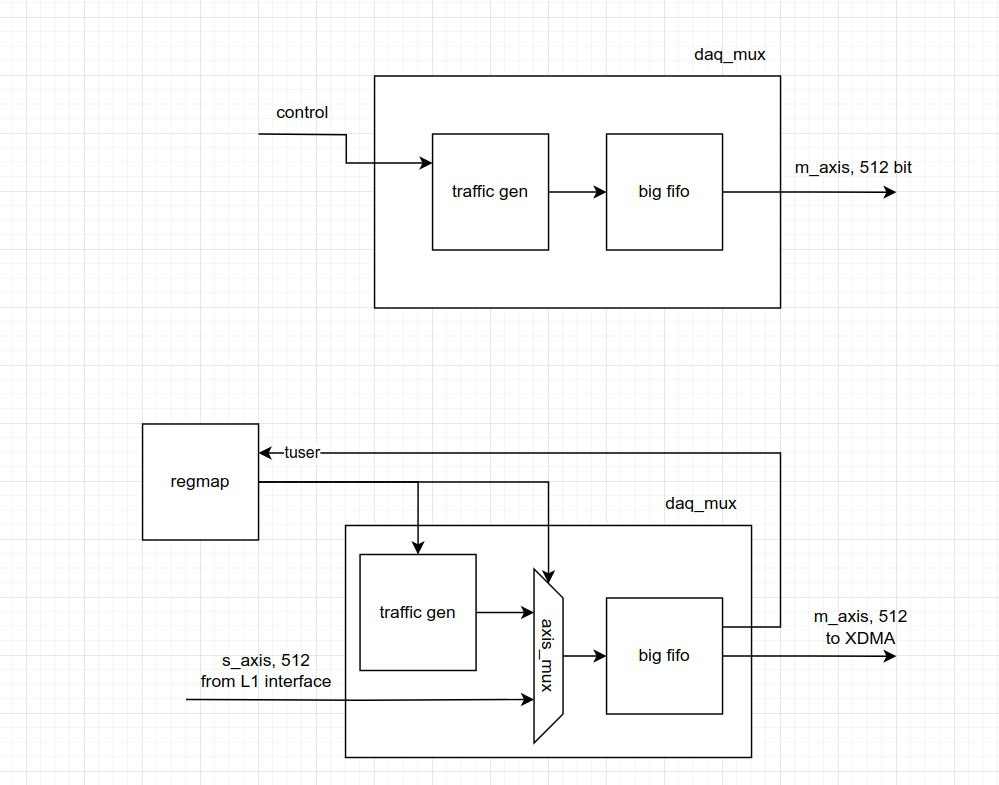 daq_mux
control
traffic gen
big fifo
m_axis, 512 bit
tuser
regmap
daq_mux
traffic gen
axis_mux
big fifo
m_axis, 512
to XDMA
s_axis, 512
from L1 interface